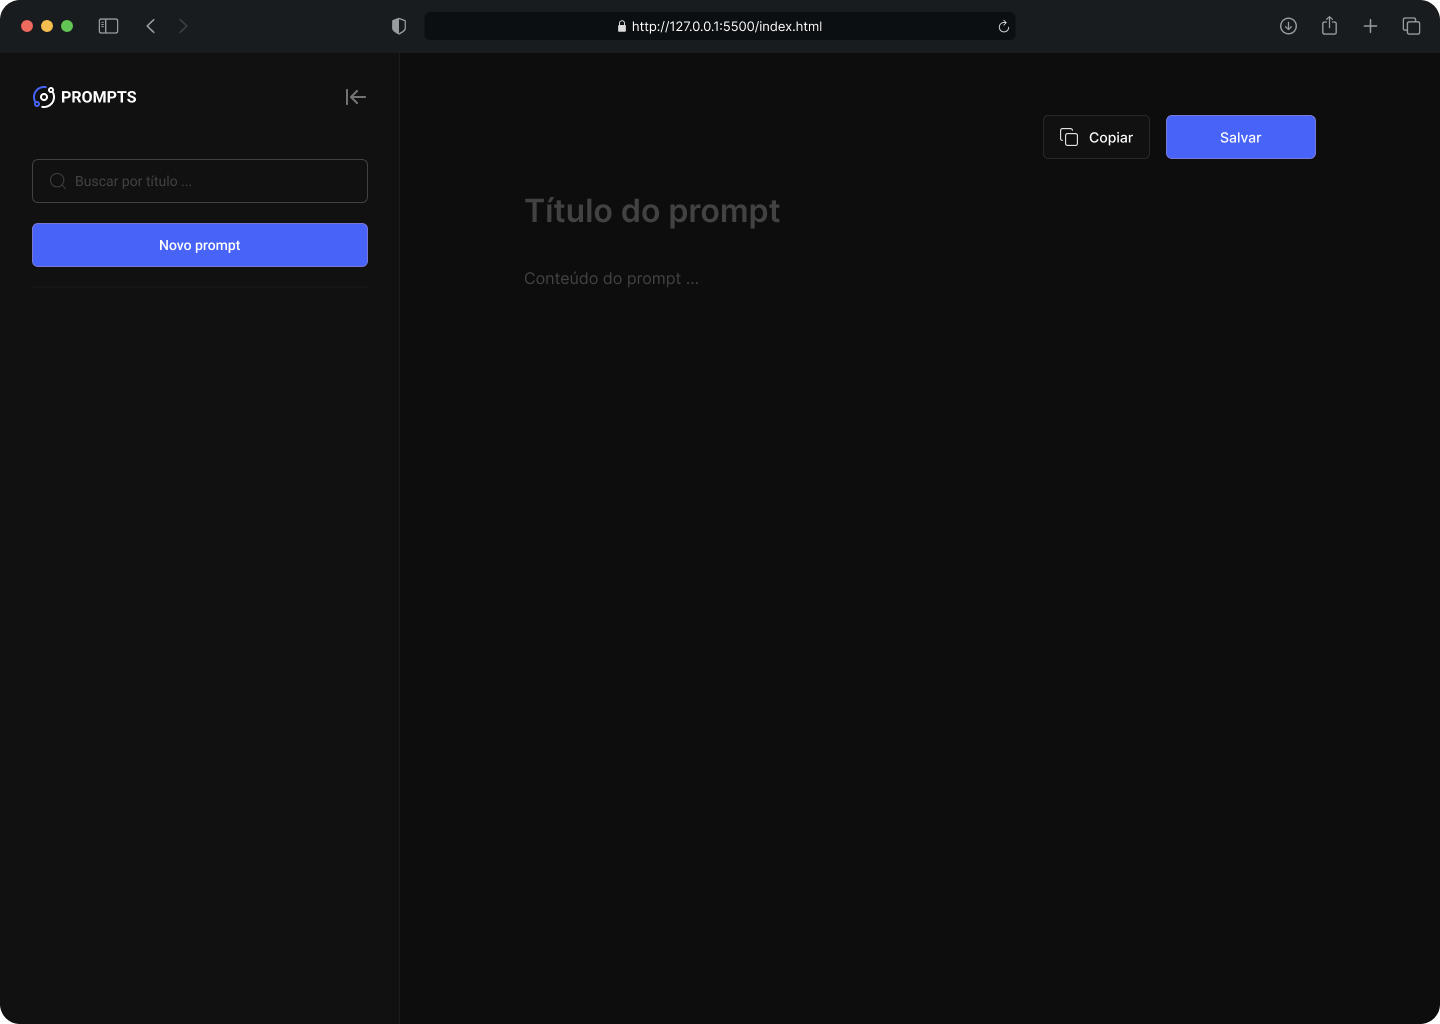 http://127.0.0.1:5500/index.html
PROMPTS
Buscar por título ...
Novo prompt
Copiar
Salvar
Título do prompt
Conteúdo do prompt ...